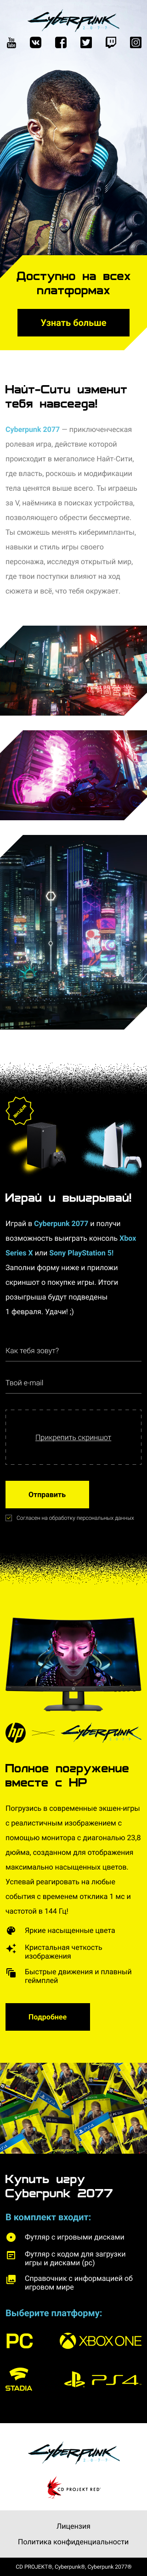 Cyberpunk
2077
You
Tube
Доступно на всех
платформах
Узнать больше
Найт-Сити изменит
тебя навсегда!
Cyberpunk 2077 — приключенческая
ролевая игра, действие которой
происходит в мегаполисе Найт-Сити,
где власть, роскошь и модификации
тела ценятся выше всего. Ты играешь
за V, наёмника в поисках устройства,
позволяющего обрести бессмертие.
Ты сможешь менять киберимпланты,
навыки и стиль игры своего
персонажа, исследуя открытый мир,
где твои поступки влияют на ход
сюжета и всё, что тебя окружает.
Играй и выигрывай!
Играй в Cyberpunk 2077 и получи
возможность выиграть консоль Xbox
Series X или Sony PlayStation 5!
Заполни форму ниже и приложи
скриншот о покупке игры. Итоги
розыгрыша будут подведены
1 февраля. Удачи! ;)
Как тебя зовут?
Твой e-mail
Прикрепить скриншот
Отправить
Согласен на обработку персональных данных
hp
Cyberpunk
2077
Полное погружение
вместе с HP
Погрузись в современные экшен-игры
с реалистичным изображением с
помощью монитора с диагональю 23,8
дюйма, созданном для отображения
максимально насыщенных цветов.
Успевай реагировать на любые
события с временем отклика 1 мс и
частотой в 144 Гц!
Яркие насыщенные цвета
Кристальная четкость
изображения
Быстрые движения и плавный
геймплей
Подробнее
Купить игру
Cyberpunk 2077
В комплект входит:
Футляр с игровыми дисками
Футляр с кодом для загрузки
игры и дисками (pc)
Справочник с информацией об
игровом мире
Выберите платформу:
PC
XBOX ONE
STADIA
PS4
Cyberpunk
2077
CD PROJEKT RED
Лицензия
Политика конфиденциальности
CD PROJEKT®, Cyberpunk®, Cyberpunk 2077®